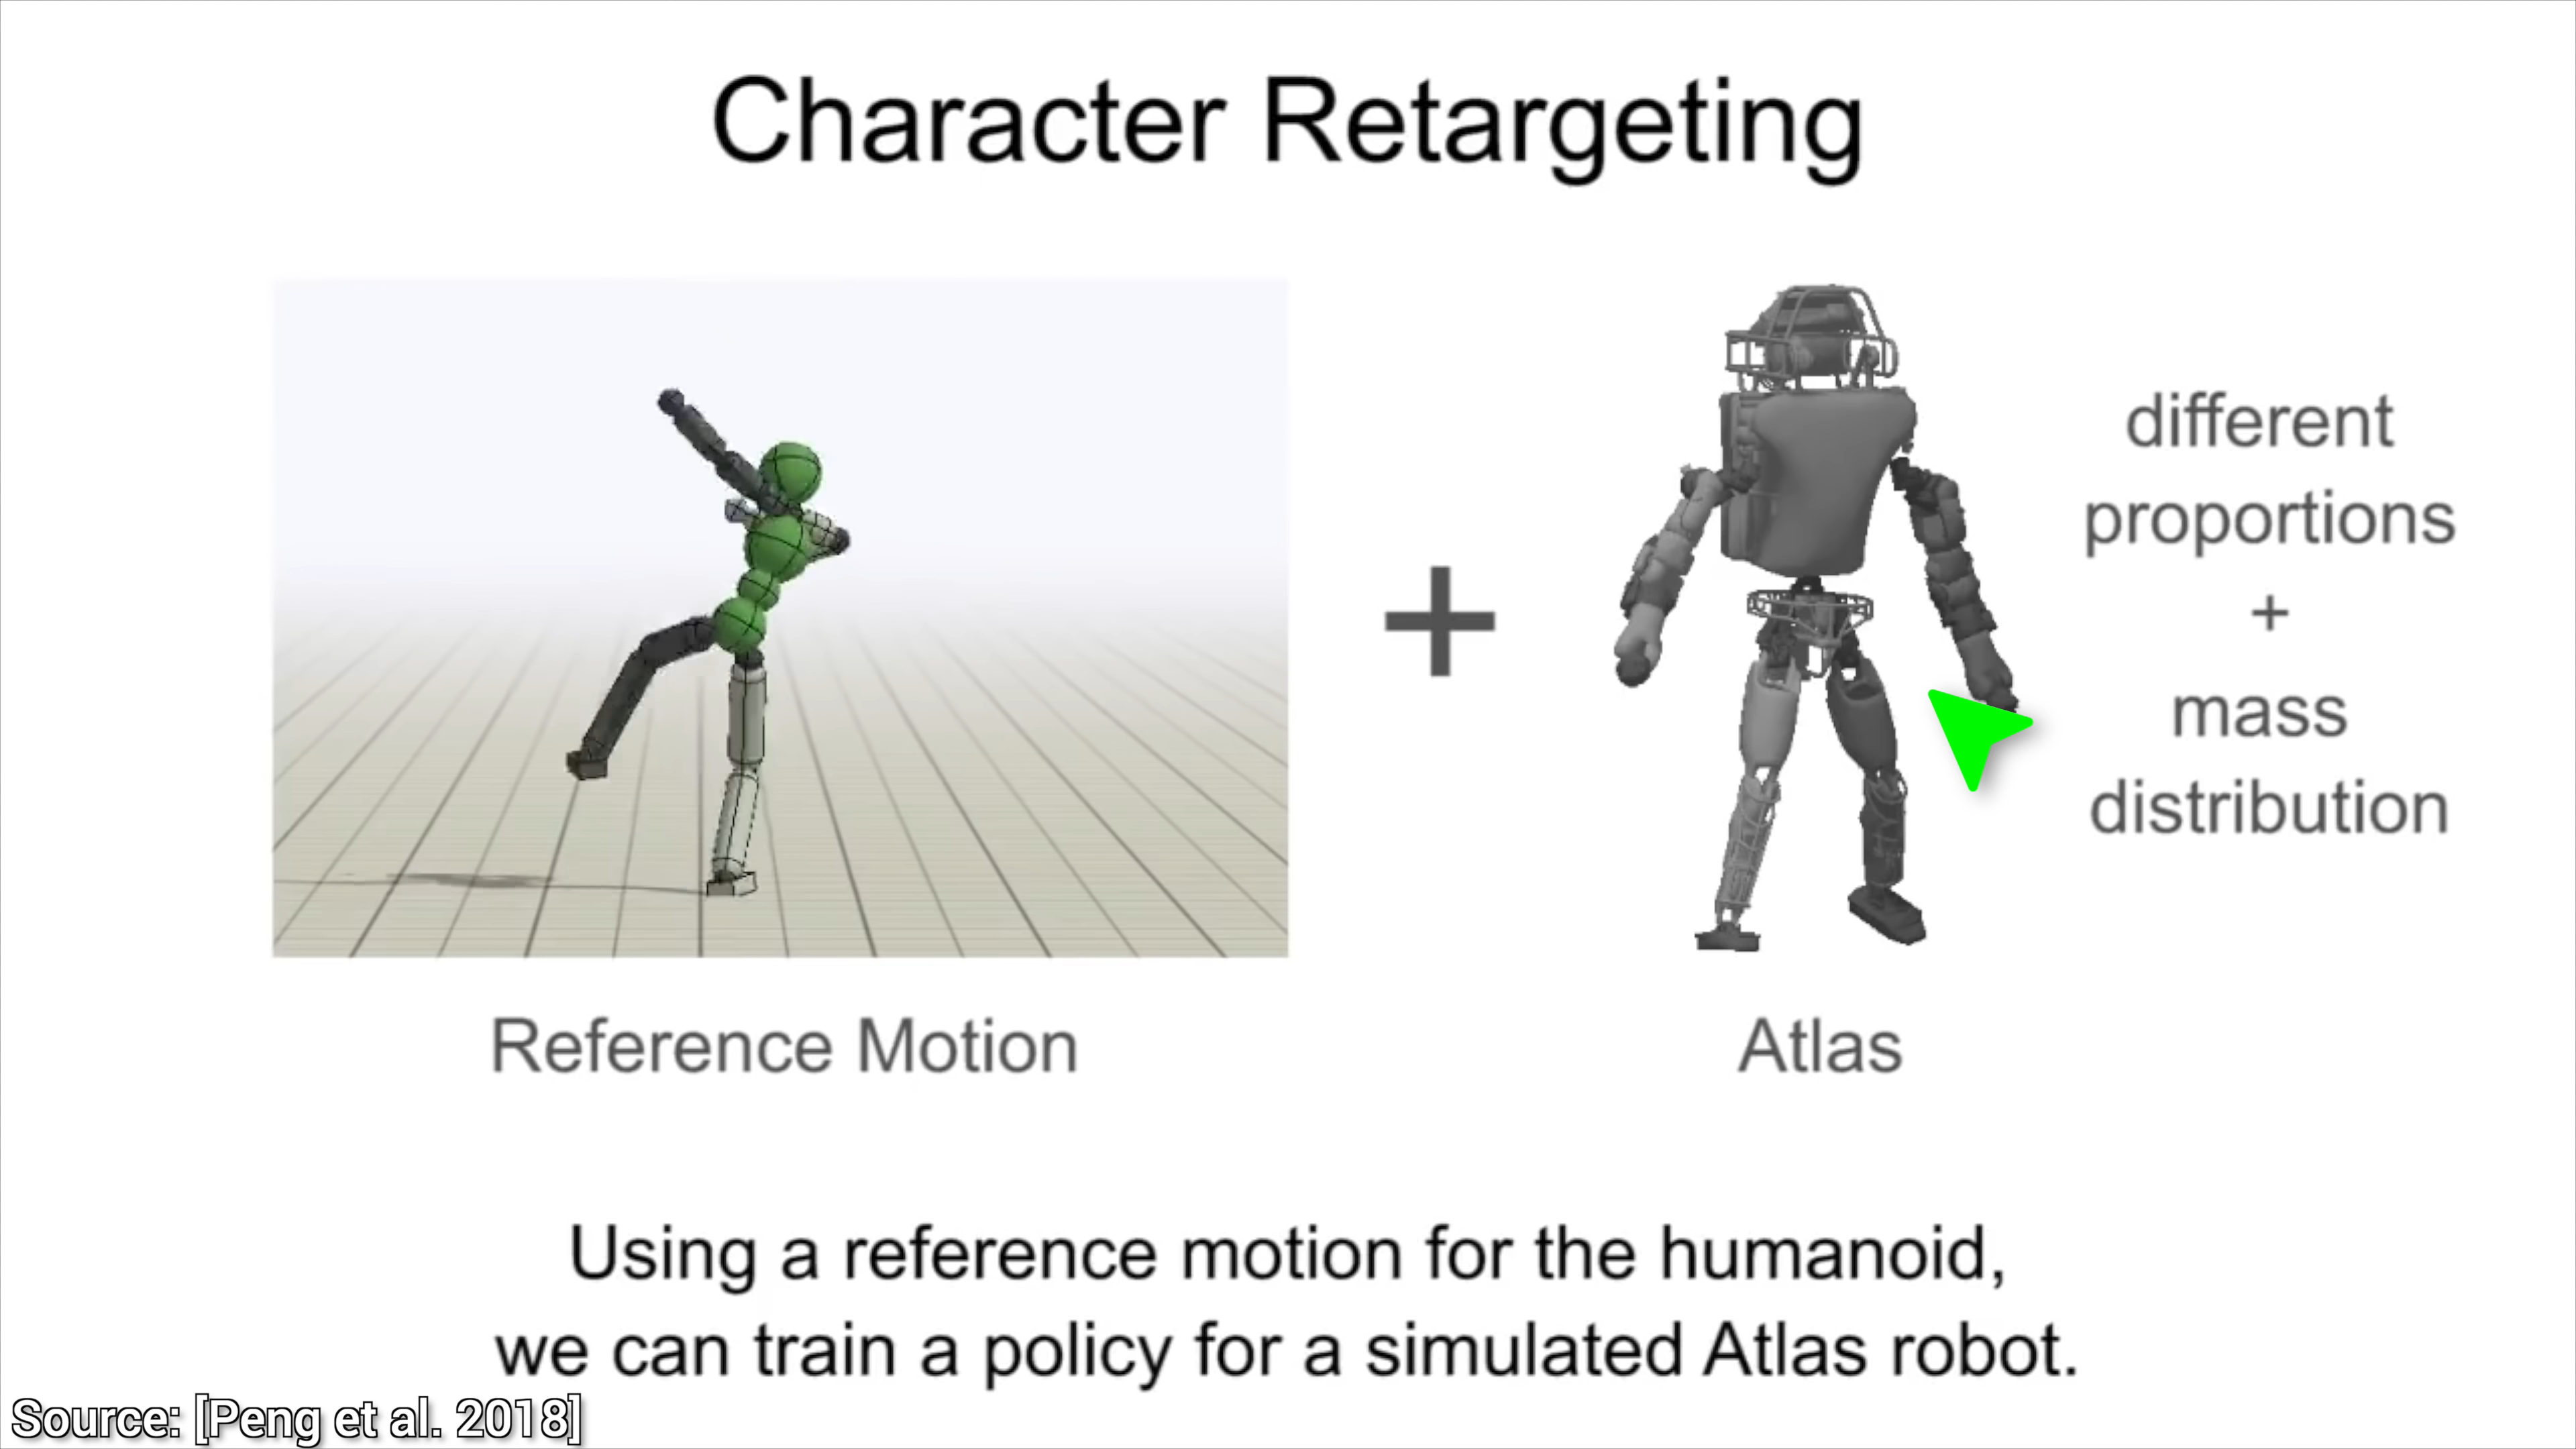 Character Retargeting
+
different
proportions
+
mass
distribution
Reference Motion
Atlas
Using a reference motion for the humanoid,
we can train a policy for a simulated Atlas robot.
Source: [Peng et al. 2018]